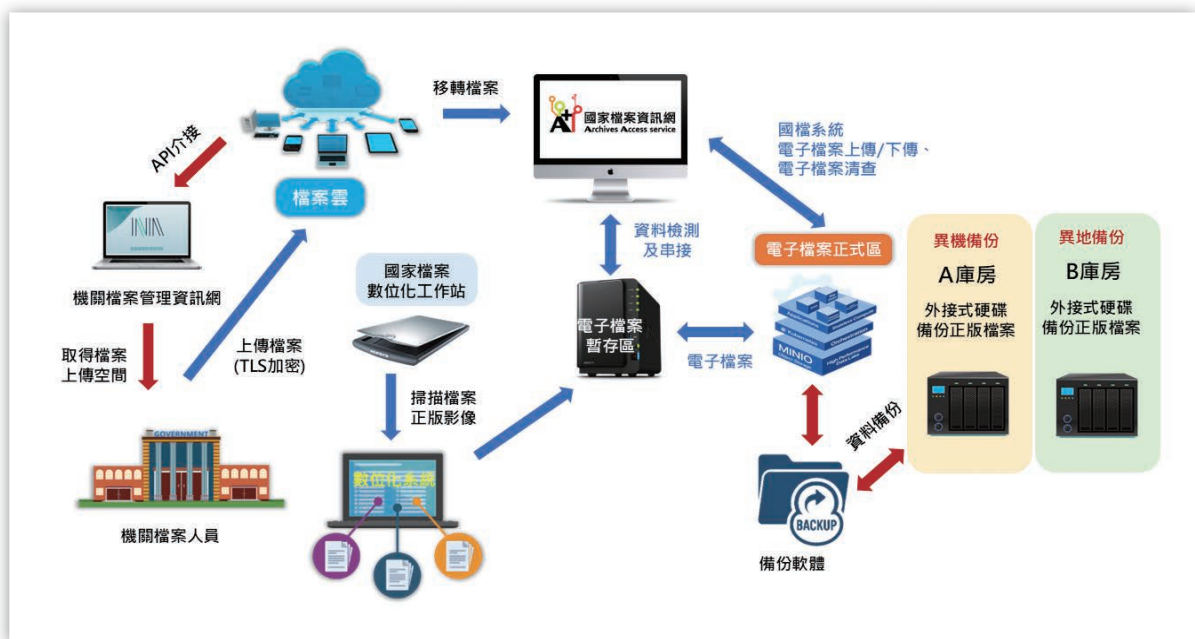 移轉檔案
API介接
檔案雲
國家檔案資訊網
Archives Access service
國檔系統
電子檔案上傳/下傳、
電子檔案清查
機關檔案管理資訊網
取得檔案
上傳空間
上傳檔案
(TLS加密)
GOVERNMENT
機關檔案人員
國家檔案
數位化工作站
掃描檔案
正版影像
數位化系統
資料檢測
及串接
電子檔案
暫存區
電子檔案
電子檔案正式區
MINIO
資料備份
BACKUP
備份軟體
異機備份
A庫房
外接式硬碟
備份正版檔案
異地備份
B庫房
外接式硬碟
備份正版檔案